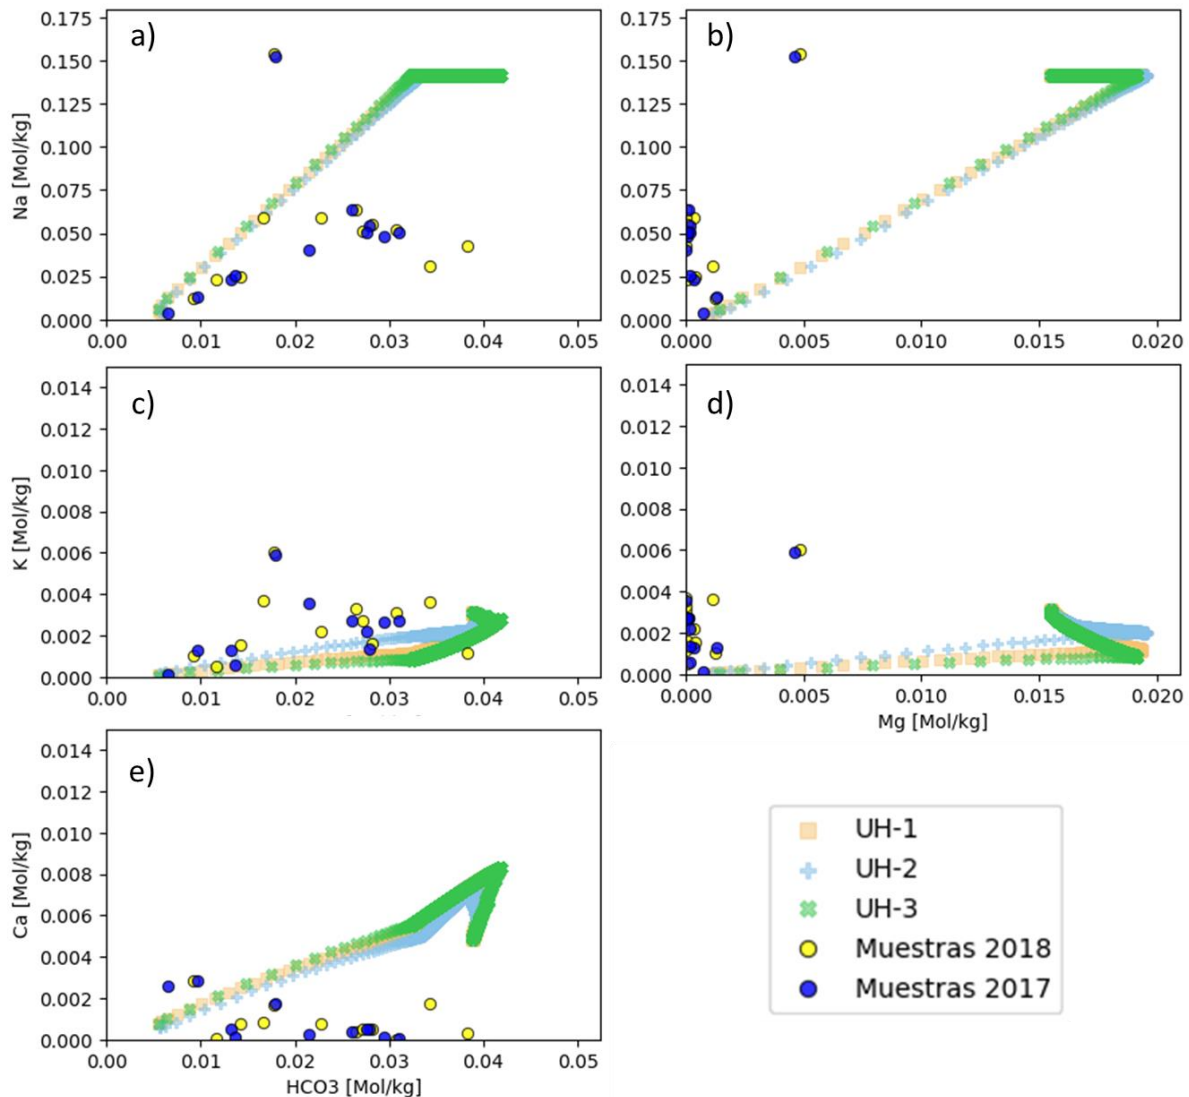 a)
Na [Mol/kg]
0.175
0.150
0.125
0.100
0.075
0.050
0.025
0.000
0.00 0.01 0.02 0.03 0.04 0.05
b)
0.175
0.150
0.125
0.100
0.075
0.050
0.025
0.000
0.000 0.005 0.010 0.015 0.020
c)
K [Mol/kg]
0.014
0.012
0.010
0.008
0.006
0.004
0.002
0.000
0.00 0.01 0.02 0.03 0.04 0.05
d)
0.014
0.012
0.010
0.008
0.006
0.004
0.002
0.000
0.000 0.005 0.010 0.015 0.020
Mg [Mol/kg]
e)
Ca [Mol/kg]
0.014
0.012
0.010
0.008
0.006
0.004
0.002
0.000
0.00 0.01 0.02 0.03 0.04 0.05
HCO3 [Mol/kg]
UH-1
UH-2
UH-3
Muestras 2018
Muestras 2017